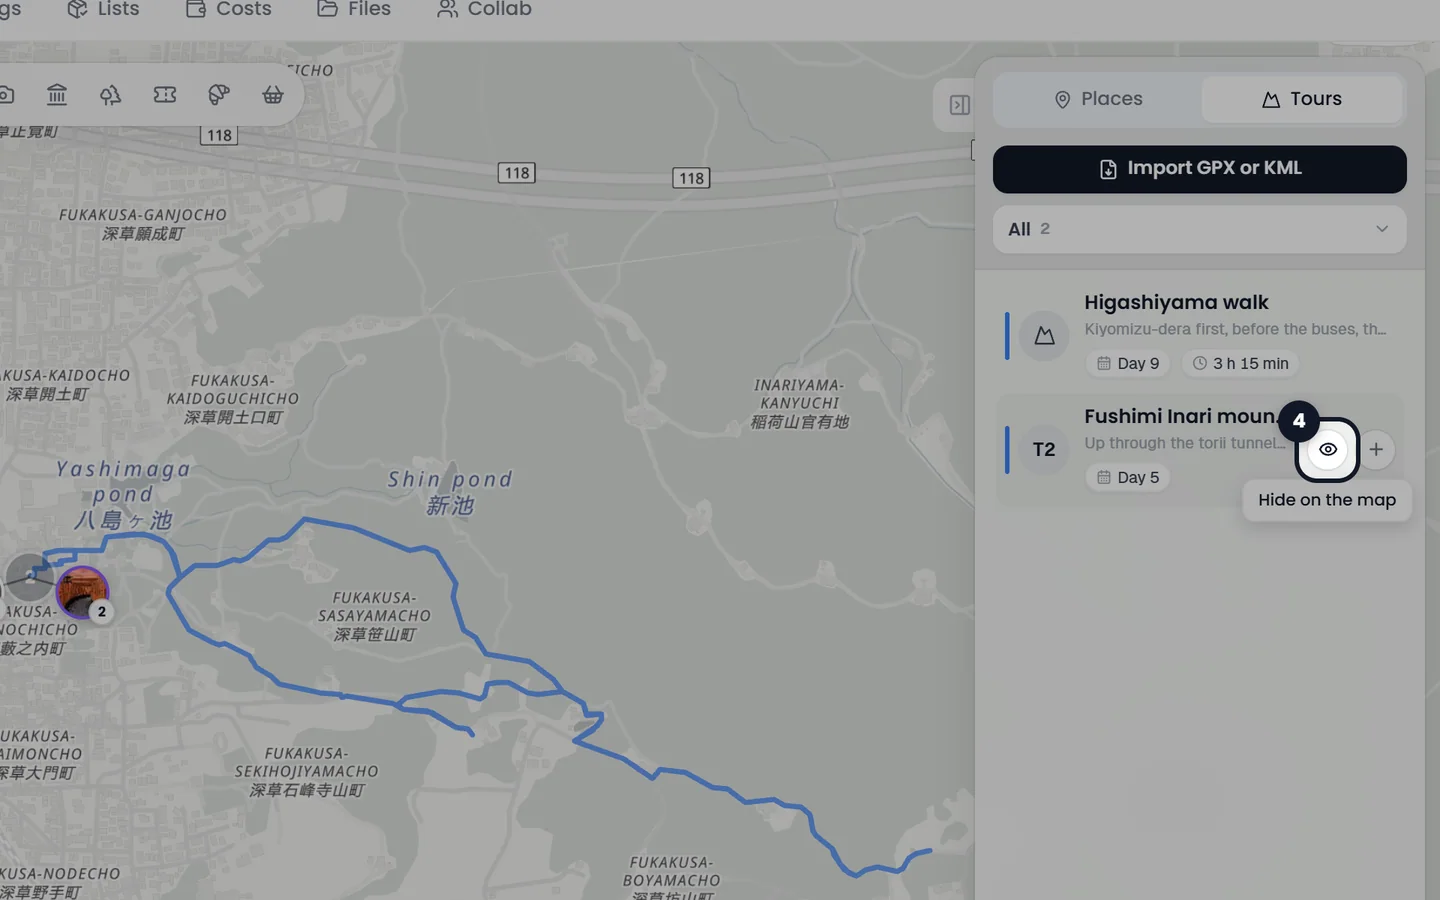 Lists
Costs
Files
Collab
118
118
118
FUKAKUSA-GANJOCHO
深草願成町
深草開土町
FUKAKUSA-
KAIDOGUCHICHO
深草開土口町
INARIYAMA-
KANYUCHI
稲荷山官有地
Yashimaga
pond
八島ヶ池
Shin pond
新池
2
FUKAKUSA-
SASAYAMACHO
深草笹山町
FUKAKUSA-
SEKIHOJIYAMACHO
深草石峰寺山町
FUKAKUSA-
BOYAMACHO
深草坊山町
深草野手町
Places
Tours
Import GPX or KML
All 2
Higashiyama walk
Kiyomizu-dera first, before the buses, th...
Day 9
3 h 15 min
T2
Fushimi Inari moun.
Up through the torii tunnel...
Day 5
4
Hide on the map